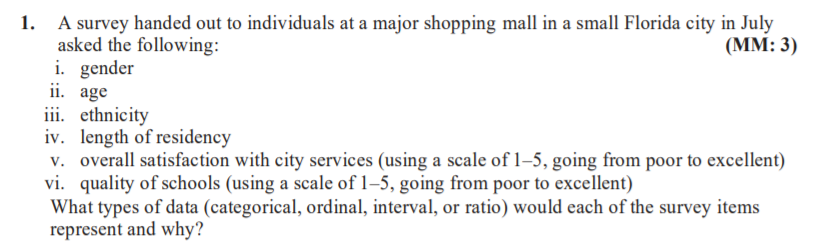 1. A survey handed out to individuals at a major shopping mall in a small Florida city in July
asked the following: (MM: 3)
i. gender
ii. age
iii. ethnicity
iv. length of residency
v. overall satisfaction with city services (using a scale of 1–5, going from poor to excellent)
vi. quality of schools (using a scale of 1–5, going from poor to excellent)
What types of data (categorical, ordinal, interval, or ratio) would each of the survey items
represent and why?